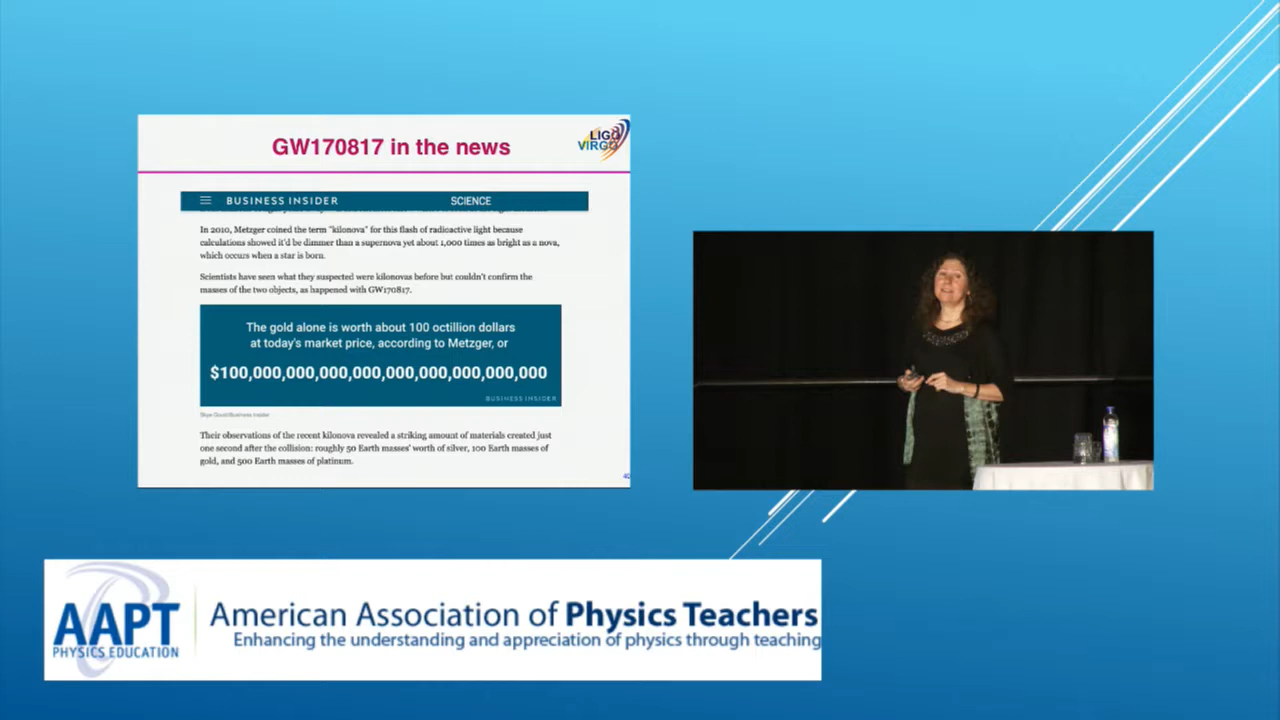 GW170817 in the news
LIGO
VIRGO
BUSINESS INSIDER
SCIENCE
In 2010, Metzger coined the term "kilonova" for this flash of radioactive light because
calculations showed it'd be dimmer than a supernova yet about 1,000 times as bright as a nova,
which occurs when a star is born.
Scientists have seen what they suspected were kilonovas before but couldn't confirm the
masses of the two objects, as happened with GW170817.
The gold alone is worth about 100 octillion dollars
at today's market price, according to Metzger, or
$100,000,000,000,000,000,000,000,000,000
BUSINESS INSIDER
Skye Gould/Business Insider
Their observations of the recent kilonova revealed a striking amount of materials created just
one second after the collision: roughly 50 Earth masses' worth of silver, 100 Earth masses of
gold, and 500 Earth masses of platinum.
40
AAPT
PHYSICS EDUCATION
American Association of Physics Teachers
Enhancing the understanding and appreciation of physics through teaching